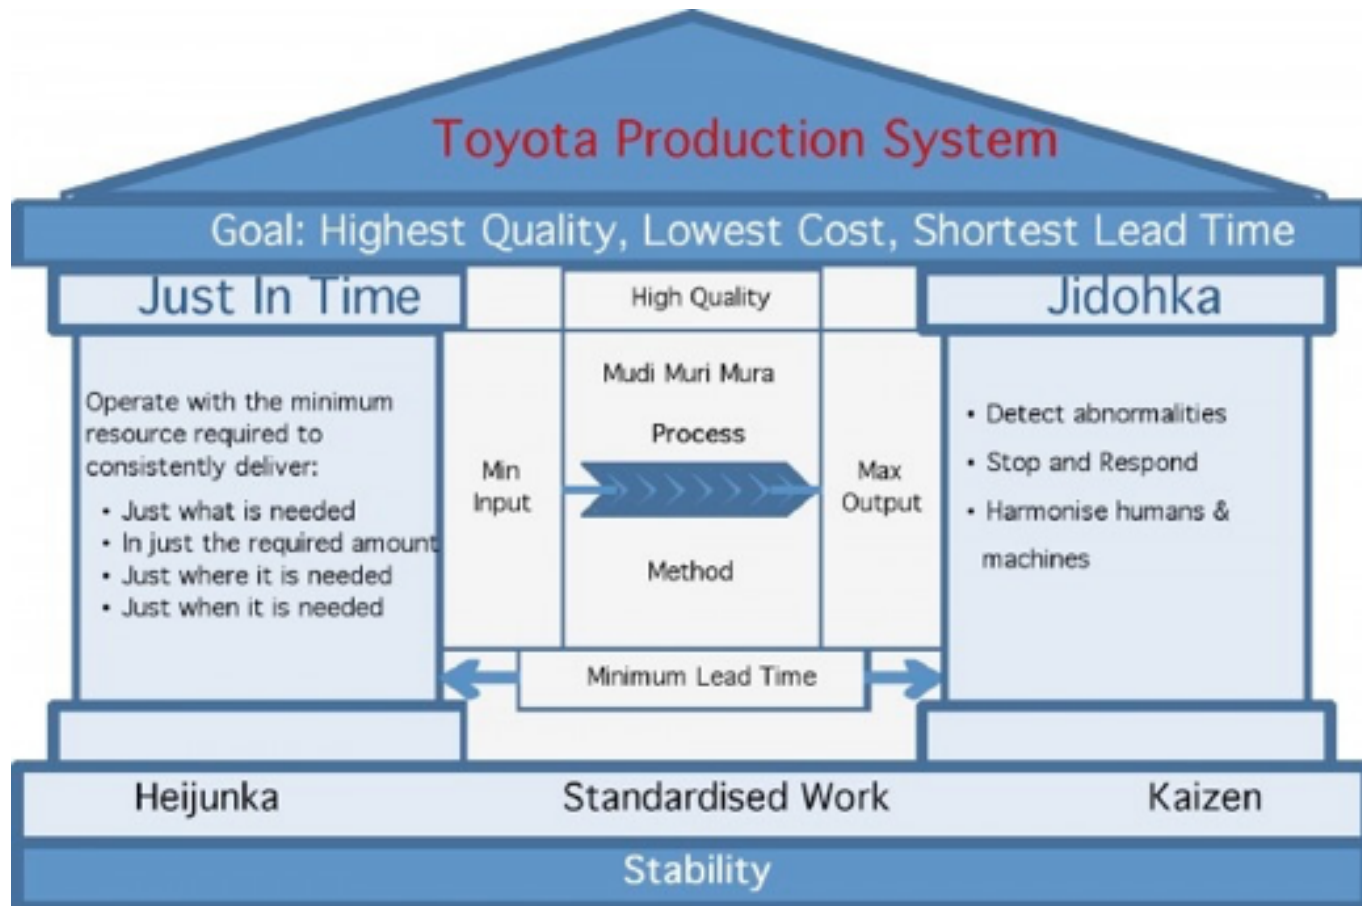 Toyota Production System
Goal: Highest Quality, Lowest Cost, Shortest Lead Time
Just In Time
Operate with the minimum
resource required to
consistently deliver:
• Just what is needed
• In just the required amount
• Just where it is needed
• Just when it is needed
Min
Input
High Quality
Mudi Muri Mura
Process
Method
Max
Output
Minimum Lead Time
Jidohka
• Detect abnormalities
• Stop and Respond
• Harmonise humans &
machines
Heijunka
Standardised Work
Kaizen
Stability